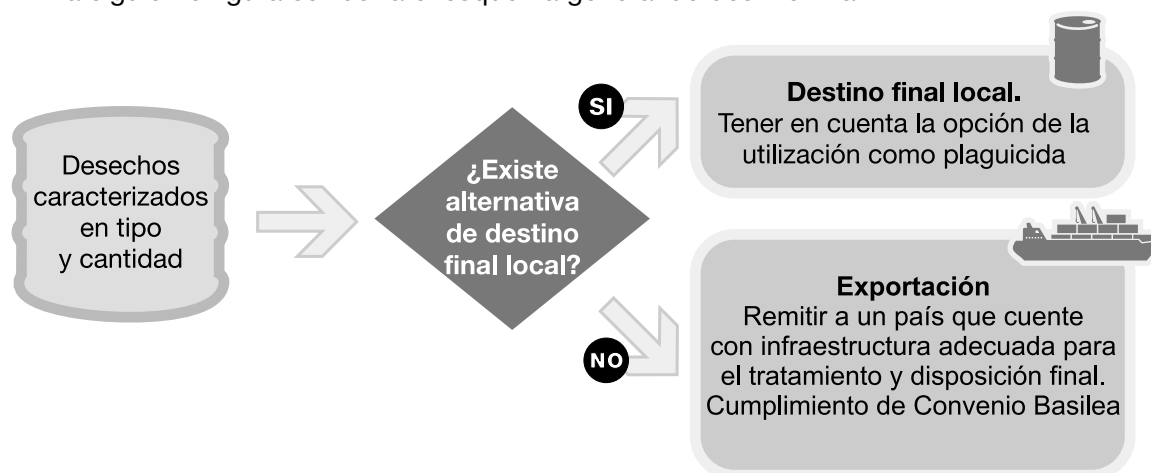 Desechos
caracterizados
en tipo
y cantidad
¿Existe
alternativa
de destino
final local?
SI
Destino final local.
Tener en cuenta la opción de la
utilización como plaguicida
NO
Exportación
Remitir a un país que cuente
con infraestructura adecuada para
el tratamiento y disposición final.
Cumplimiento de Convenio Basilea